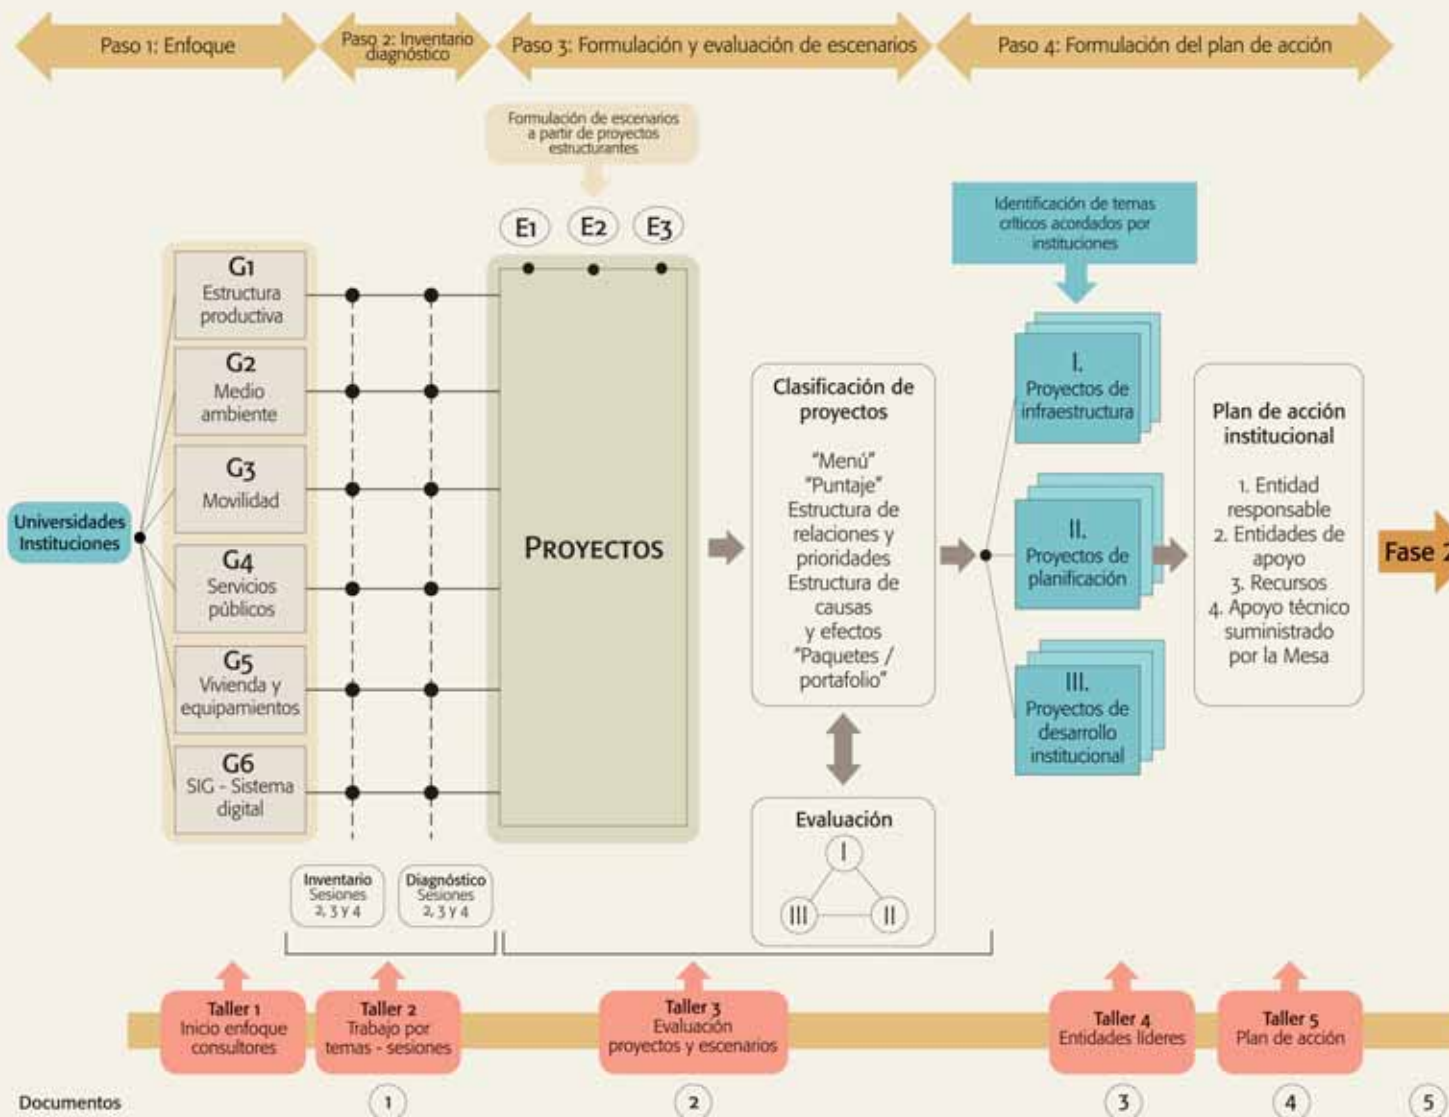 Paso 1: Enfoque
Paso 2: Inventario
diagnóstico
Paso 3: Formulación y evaluación de escenarios
Paso 4: Formulación del plan de acción
Formulación de escenarios
a partir de proyectos
estructurantes
E1
E2
E3
Identificación de temas
críticos acordados por
instituciones
Universidades
Instituciones
G1
Estructura
productiva
G2
Medio
ambiente
G3
Movilidad
G4
Servicios
públicos
G5
Vivienda y
equipamientos
G6
SIG - Sistema
digital
PROYECTOS
Clasificación de
proyectos
"Menú"
"Puntaje"
Estructura de
relaciones y
prioridades
Estructura de
causas
y efectos
"Paquetes /
portafolio"
Evaluación
I
III
II
I.
Proyectos de
infraestructura
II.
Proyectos de
planificación
III.
Proyectos de
desarrollo
institucional
Plan de acción
institucional
1. Entidad
responsable
2. Entidades de
apoyo
3. Recursos
4. Apoyo técnico
suministrado
por la Mesa
Fase 2
Inventario
Sesiones
2, 3 y 4
Diagnóstico
Sesiones
2, 3 y 4
Taller 1
Inicio enfoque
consultores
Taller 2
Trabajo por
temas - sesiones
Taller 3
Evaluación
proyectos y escenarios
Taller 4
Entidades líderes
Taller 5
Plan de acción
Documentos
1
2
3
4
5